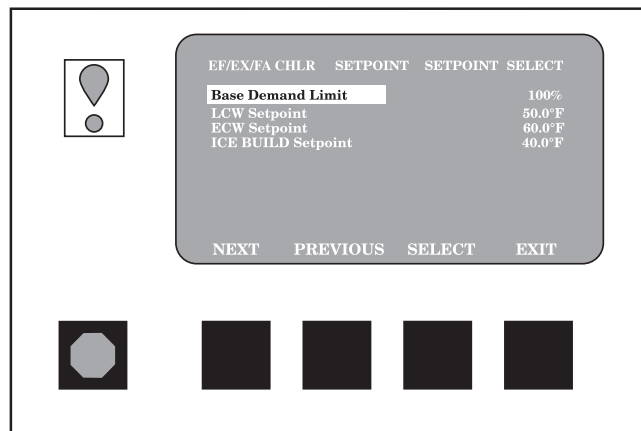 EF/EX/FA CHLR SETPOINT SETPOINT SELECT
Base Demand Limit 100%
LCW Setpoint 50.0°F
ECW Setpoint 60.0°F
ICE BUILD Setpoint 40.0°F
NEXT PREVIOUS SELECT EXIT